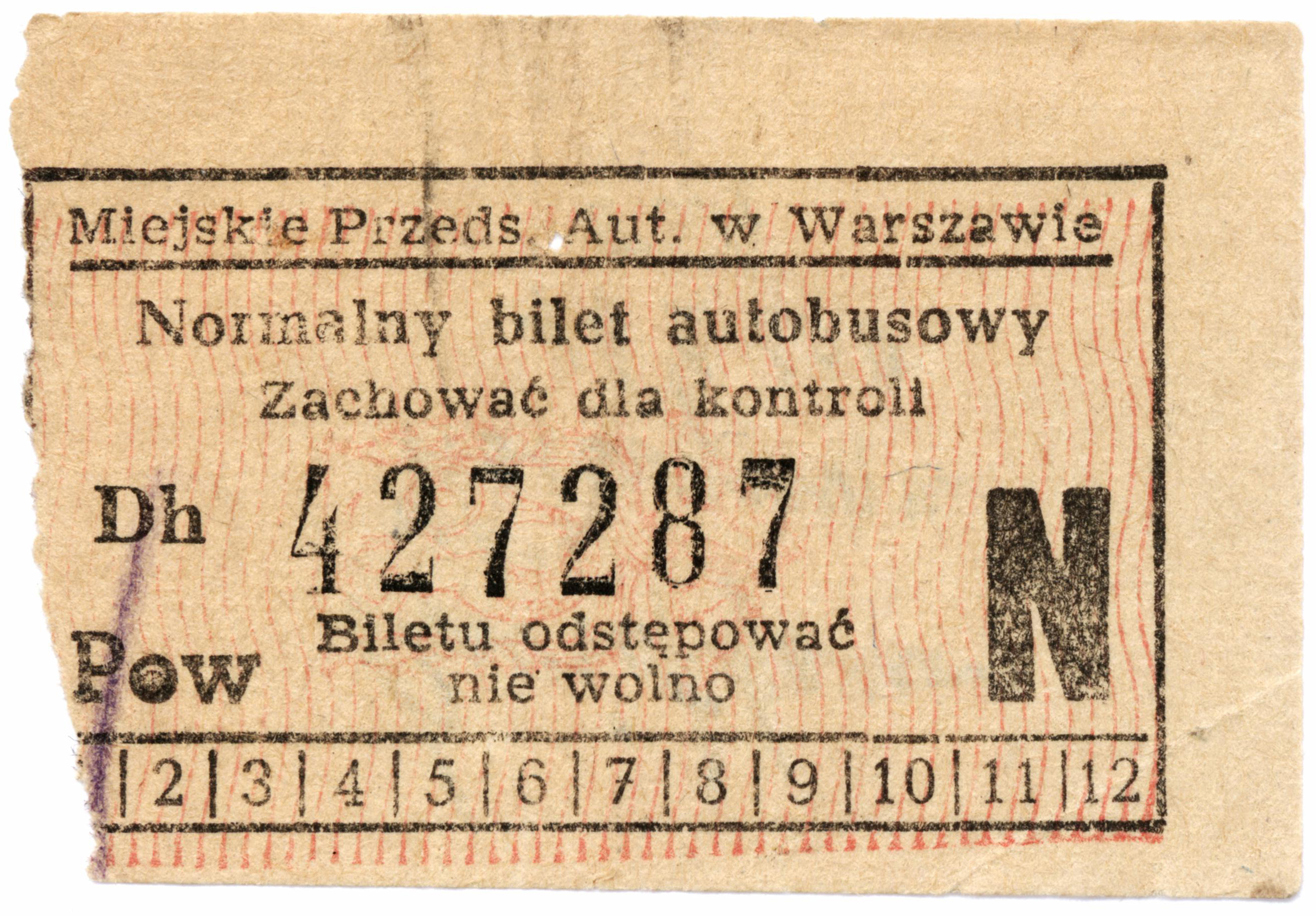 Miejskie Przeds. Aut. w Warszawie
Normalny bilet autobusowy
Zachować dla kontroli
Dh 427287 N
Biletu odstępować
Pow
nie wolno
2 3 4 5 6 7 8 9 10 11 12